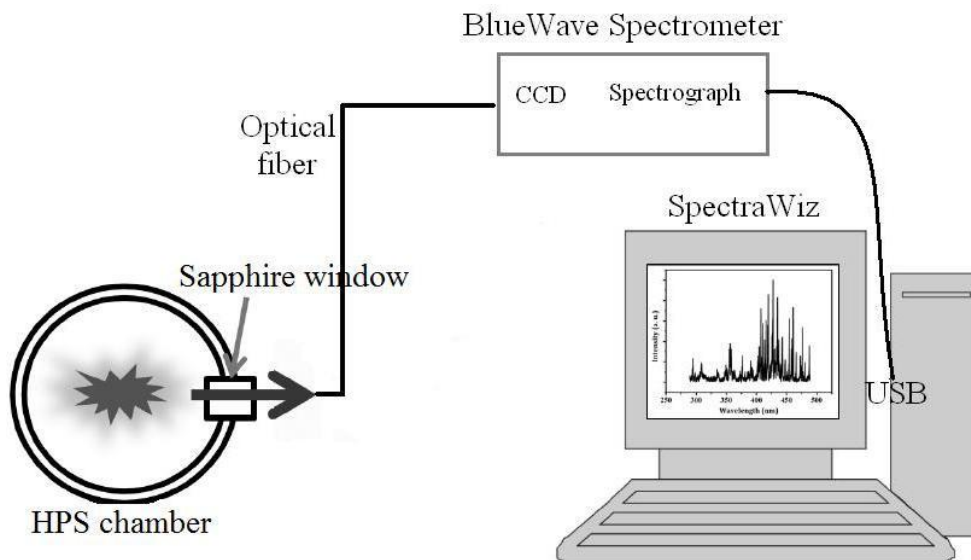 BlueWave Spectrometer
CCD Spectrograph
Optical
fiber
SpectraWiz
Sapphire window
Intensity (a. u.)
250 300 350 400 450 500
Wavelength (nm)
USB
HPS chamber